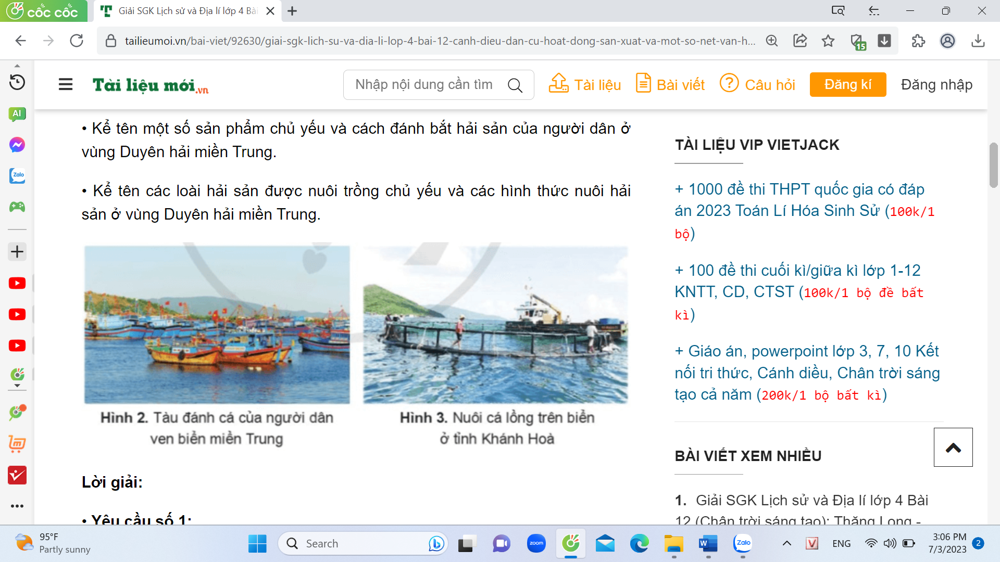 cốc cốc
Giải SGK Lịch sử và Địa lí lớp 4 Bài
tailieumoi.vn/bai-viet/92630/giai-sgk-lich-su-va-dia-li-lop-4-bai-12-canh-dieu-dan-cu-hoat-dong-san-xuat-va-mot-so-net-van-h...
15
Tài liệu mới.vn
Nhập nội dung cần tìm
Tài liệu
Bài viết
Câu hỏi
Đăng kí
Đăng nhập
AI
Zalo
• Kể tên một số sản phẩm chủ yếu và cách đánh bắt hải sản của người dân ở
vùng Duyên hải miền Trung.
• Kể tên các loài hải sản được nuôi trồng chủ yếu và các hình thức nuôi hải
sản ở vùng Duyên hải miền Trung.
Hình 2. Tàu đánh cá của người dân
ven biển miền Trung
Hình 3. Nuôi cá lồng trên biển
ở tỉnh Khánh Hoà
Lời giải:
• Yêu cầu số 1:
TÀI LIỆU VIP VIETJACK
+ 1000 đề thi THPT quốc gia có đáp
án 2023 Toán Lí Hóa Sinh Sử (100k/1
bộ)
+ 100 đề thi cuối kì/giữa kì lớp 1-12
KNTT, CD, CTST (100k/1 bộ đề bất
kì)
+ Giáo án, powerpoint lớp 3, 7, 10 Kết
nối tri thức, Cánh diều, Chân trời sáng
tạo cả năm (200k/1 bộ bất kì)
BÀI VIẾT XEM NHIỀU
1. Giải SGK Lịch sử và Địa lí lớp 4 Bài
12 (Chân trời sáng tạo): Thăng Long -
95°F
Partly sunny
Search
zoom
Zalo
ENG
3:06 PM
7/3/2023
2